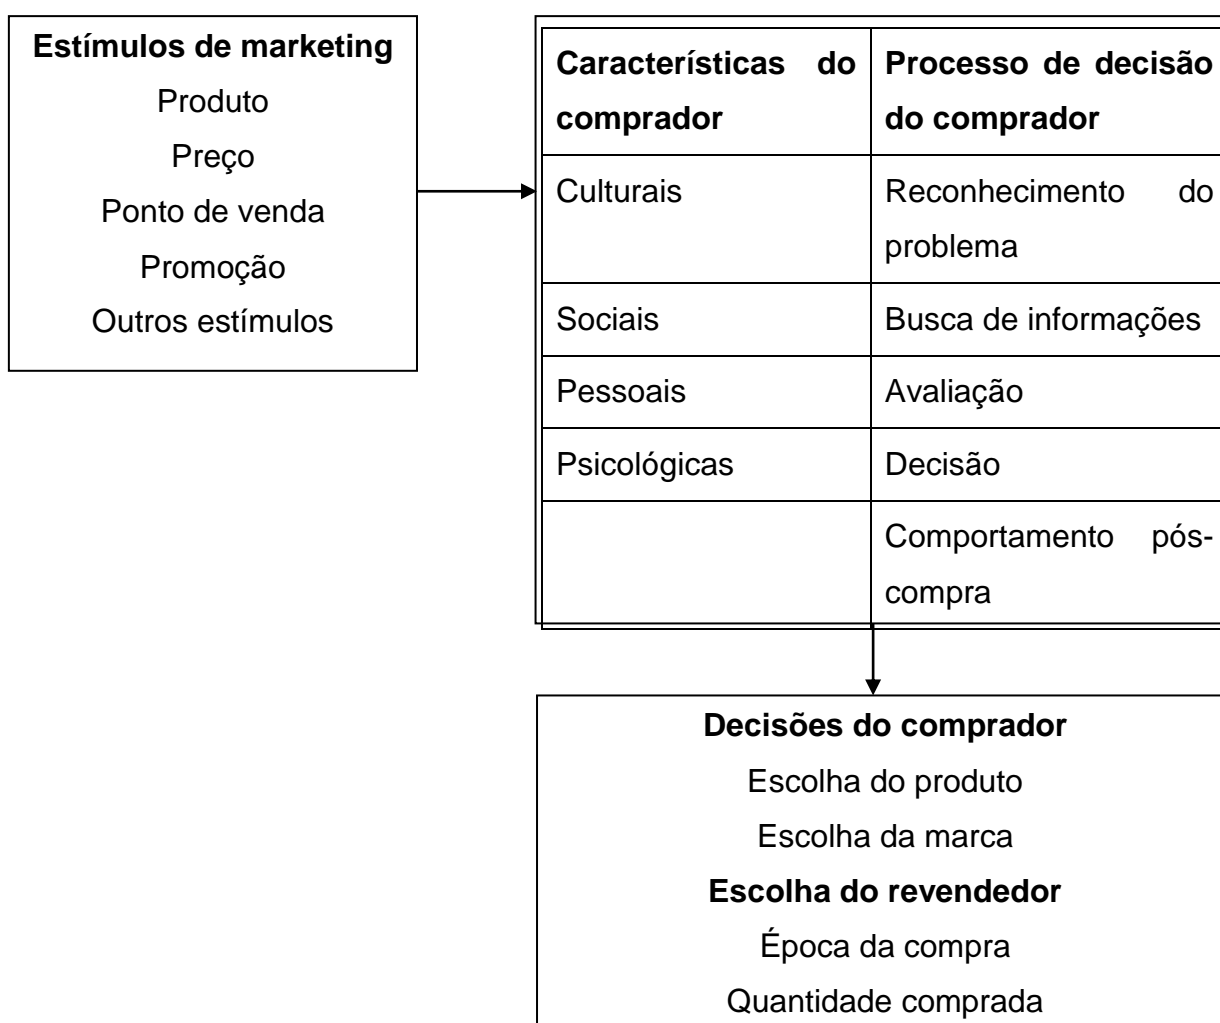 Estímulos de marketing
Produto
Preço
Ponto de venda
Promoção
Outros estímulos
Características do
comprador
Processo de decisão
do comprador
Culturais
Reconhecimento do
problema
Sociais
Busca de informações
Pessoais
Avaliação
Psicológicas
Decisão
Comportamento pós-
compra
Decisões do comprador
Escolha do produto
Escolha da marca
Escolha do revendedor
Época da compra
Quantidade comprada